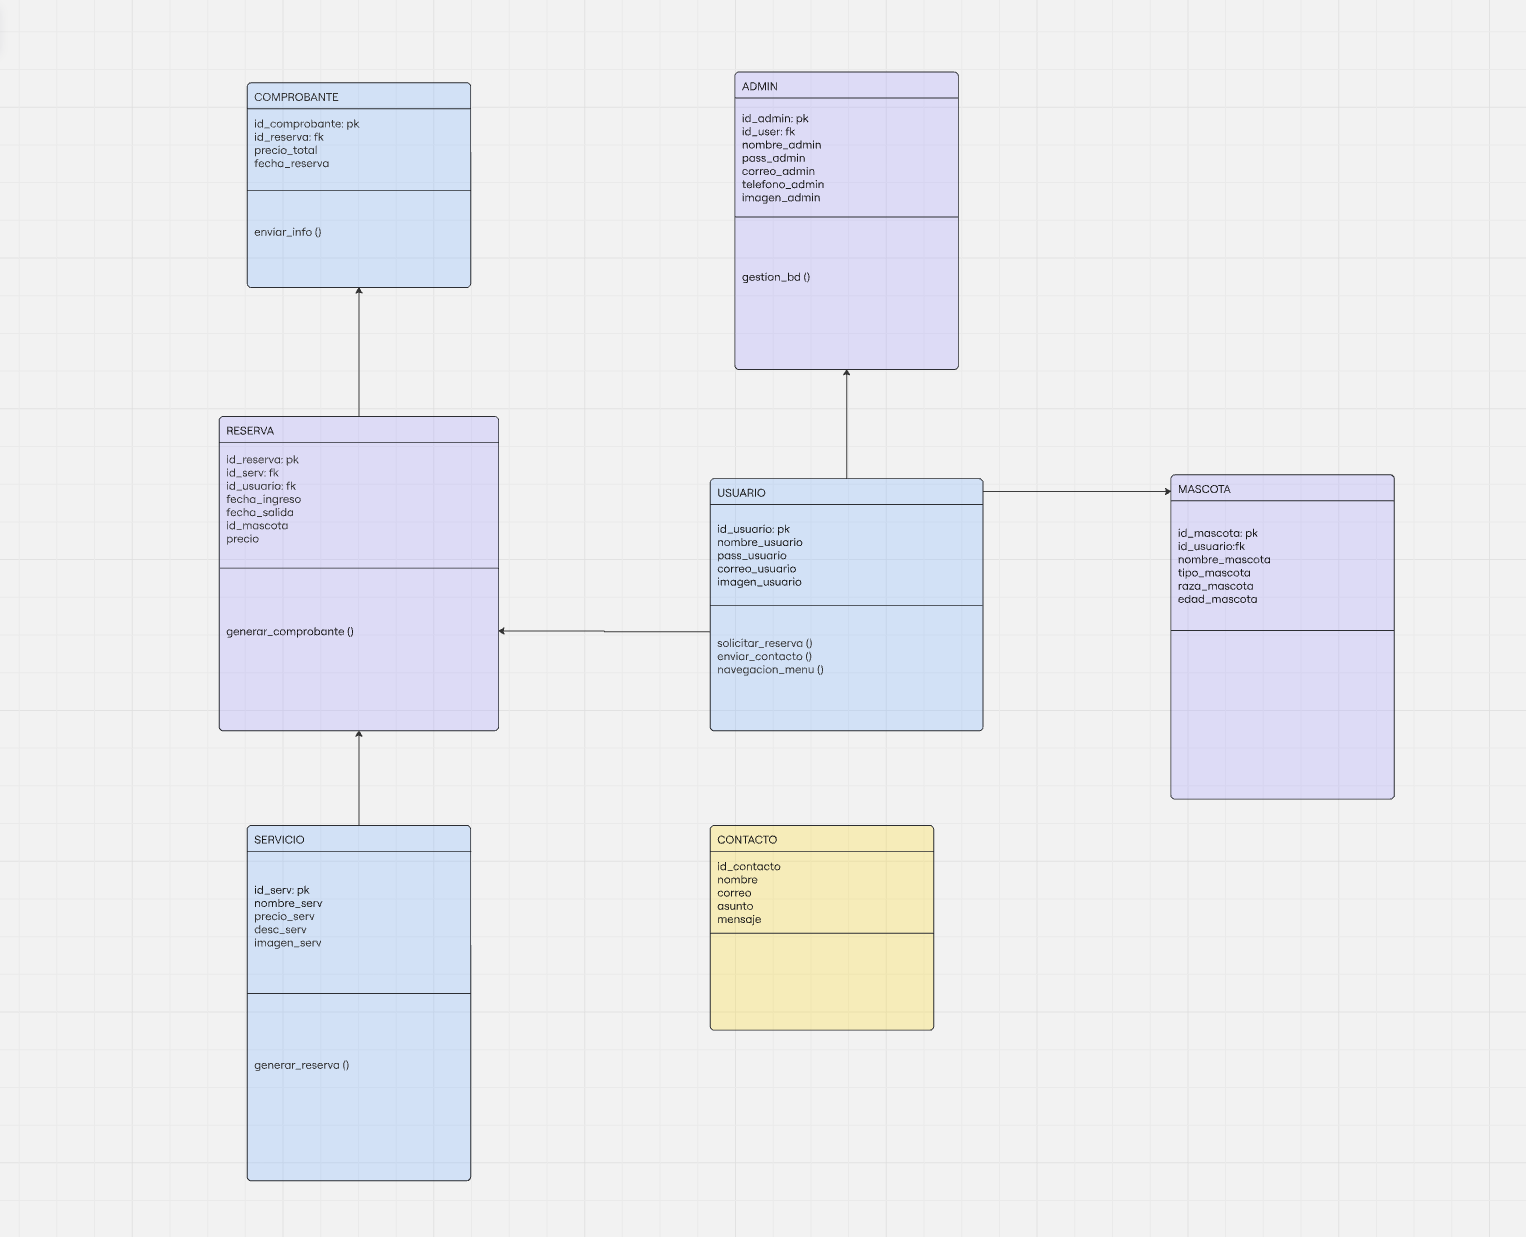 COMPROBANTE
id_comprobante: pk
id_reserva: fk
precio_total
fecha_reserva
enviar_info ()
ADMIN
id_admin: pk
id_user: fk
nombre_admin
pass_admin
correo_admin
telefono_admin
imagen_admin
gestion_bd ()
RESERVA
id_reserva: pk
id_serv: fk
id_usuario: fk
fecha_ingreso
fecha_salida
id_mascota
precio
generar_comprobante ()
USUARIO
id_usuario: pk
nombre_usuario
pass_usuario
correo_usuario
imagen_usuario
solicitar_reserva ()
enviar_contacto ()
navegacion_menu ()
MASCOTA
id_mascota: pk
id_usuario:fk
nombre_mascota
tipo_mascota
raza_mascota
edad_mascota
SERVICIO
id_serv: pk
nombre_serv
precio_serv
desc_serv
imagen_serv
generar_reserva ()
CONTACTO
id_contacto
nombre
correo
asunto
mensaje